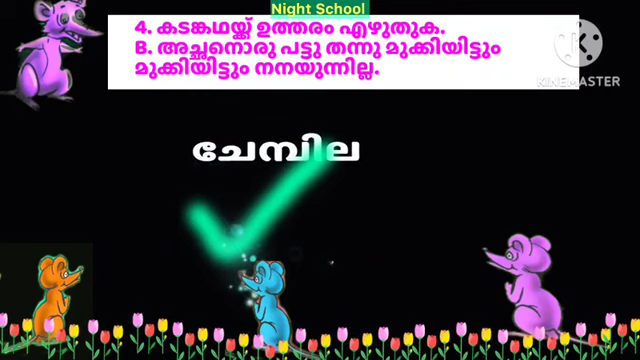 Night School
4. കടങ്കഥയ്ക്ക് ഉത്തരം എഴുതുക.
B. അച്ഛനൊരു പട്ടു തന്നു മുക്കിയിട്ടും
മുക്കിയിട്ടും നനയുന്നില്ല.
KINEMASTER
ചേമ്പില